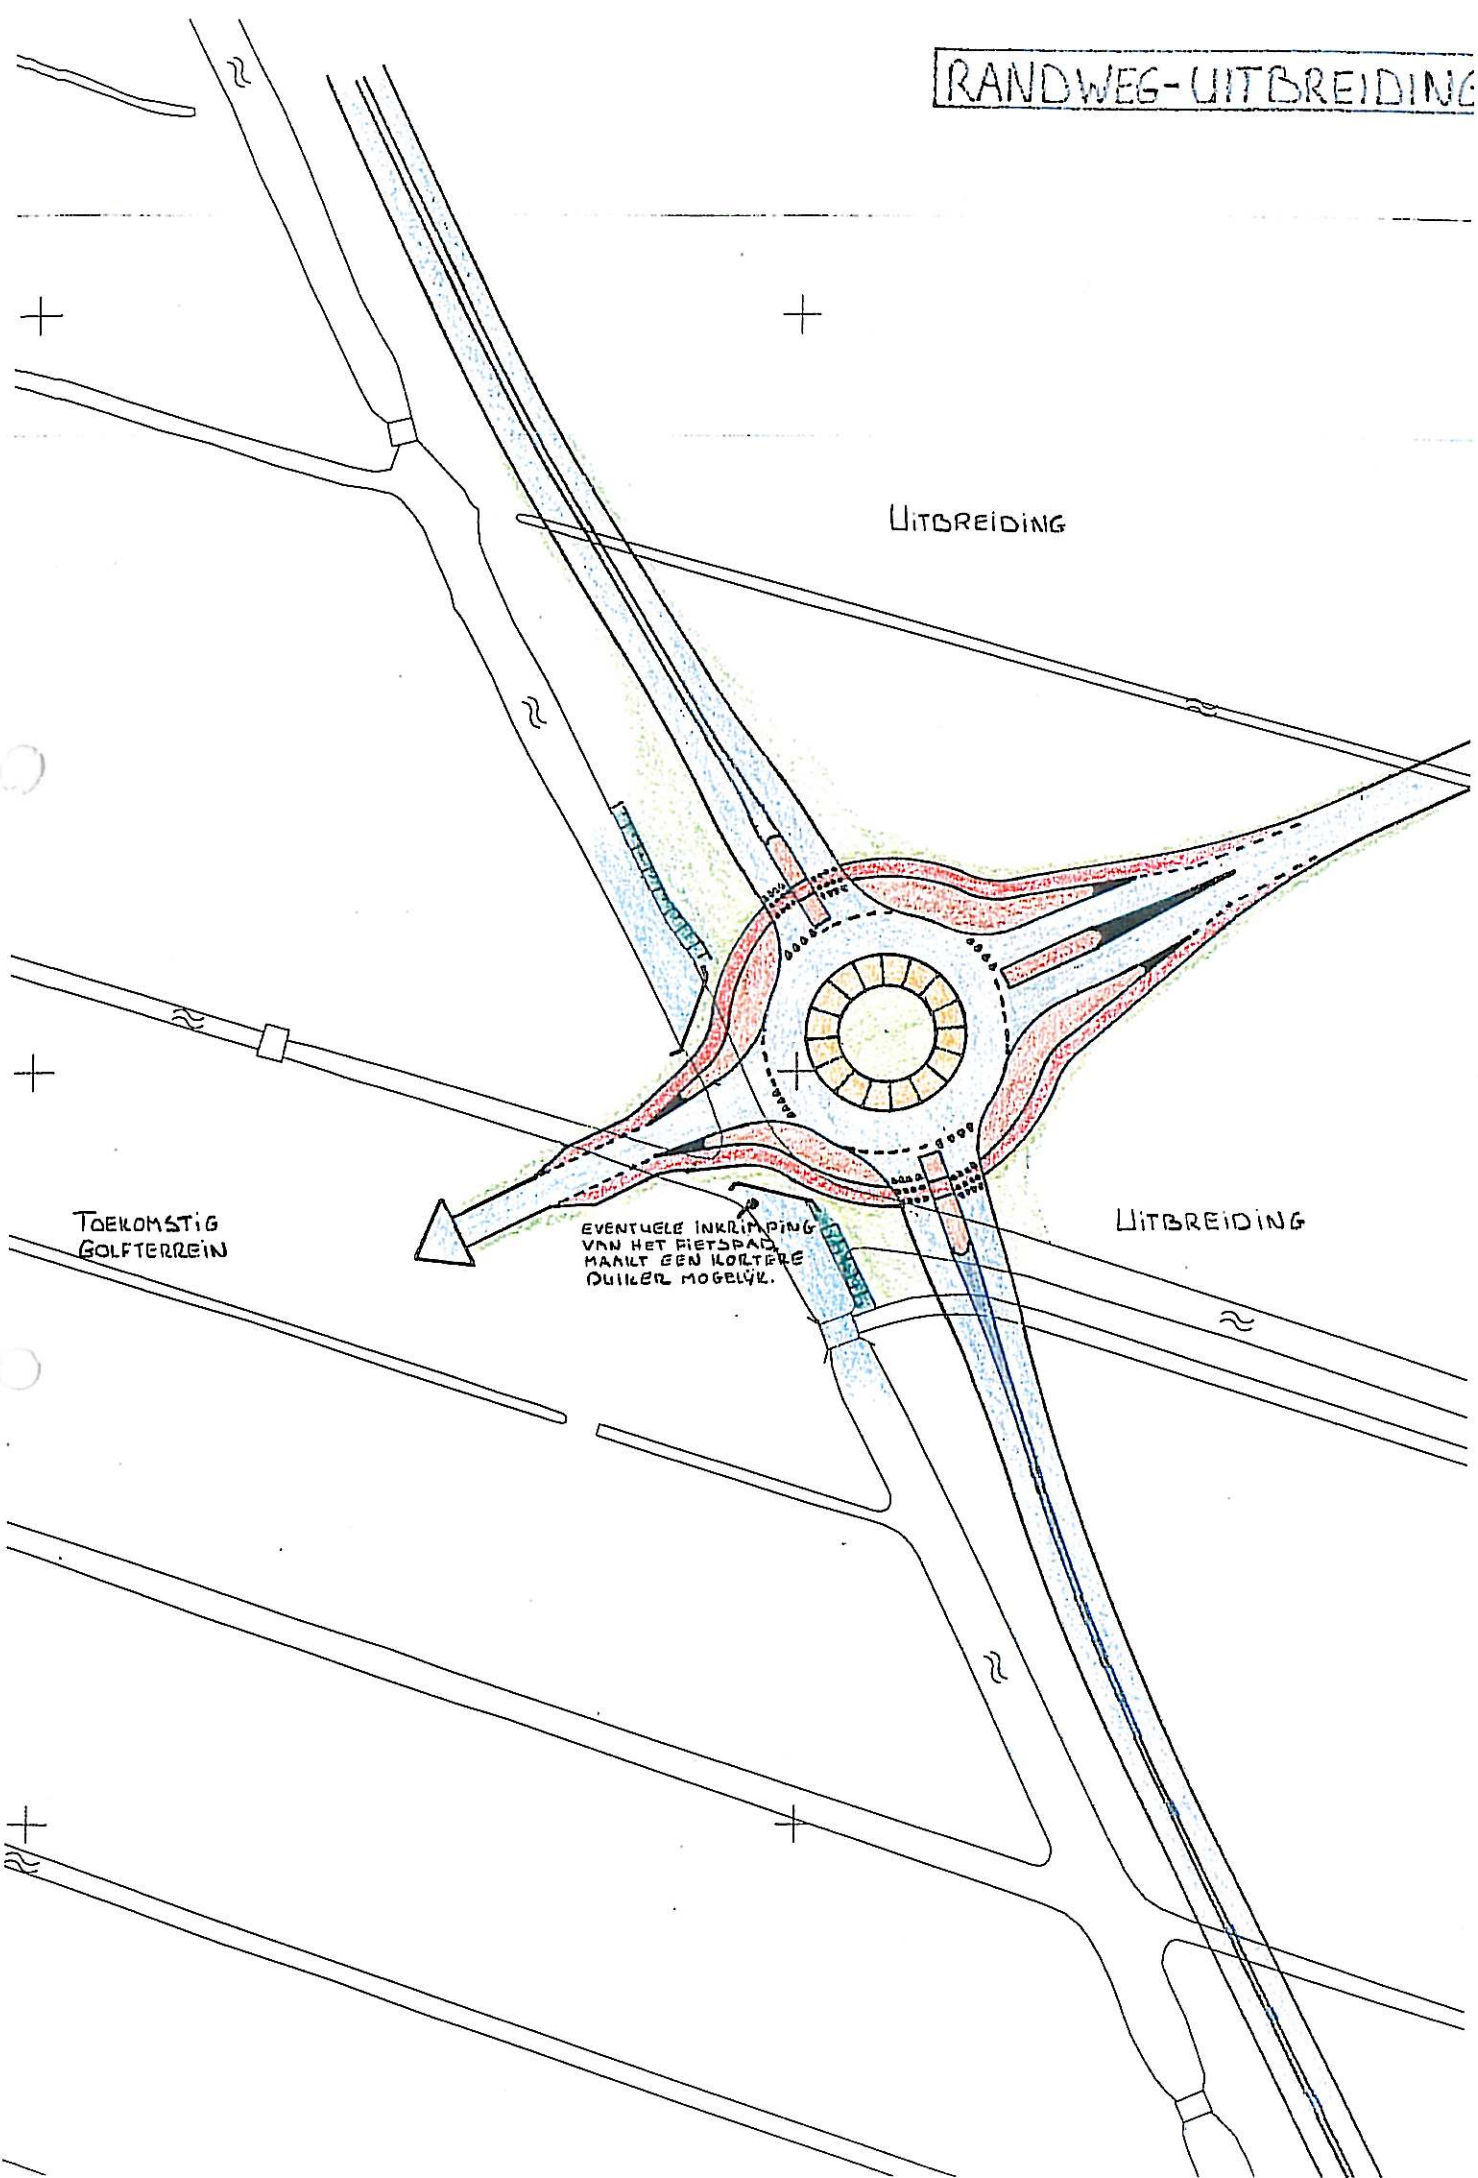 RANDWEG-UITBREIDING
UITBREIDING
TOEKOMSTIG
GOLFTERREIN
EVENTUELE INKRIMPING
VAN HET FIETSPAD,
MAAKT EEN KORTERE
DUIKER MOGELIJK.
UITBREIDING